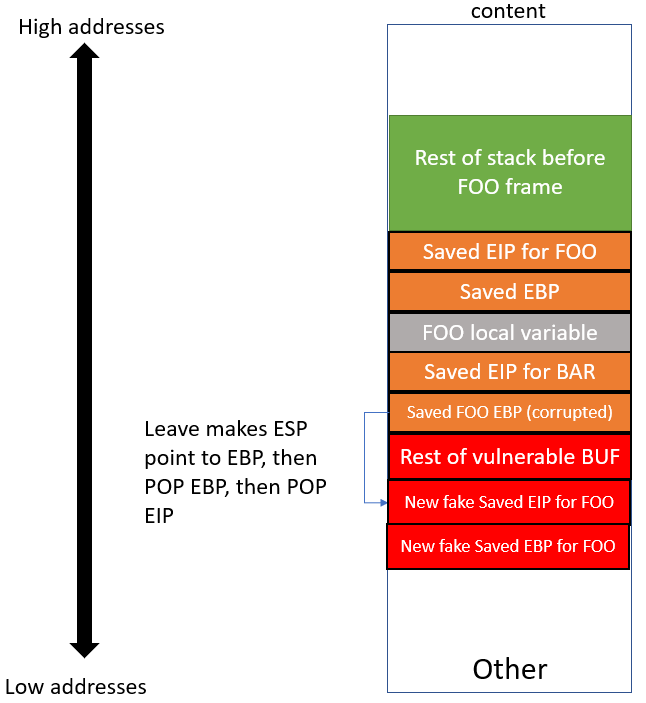 content
High addresses
Rest of stack before
FOO frame
Saved EIP for FOO
Saved EBP
FOO local variable
Saved EIP for BAR
Saved FOO EBP (corrupted)
Leave makes ESP
point to EBP, then
POP EBP, then POP
EIP
Rest of vulnerable BUF
New fake Saved EIP for FOO
New fake Saved EBP for FOO
Other
Low addresses